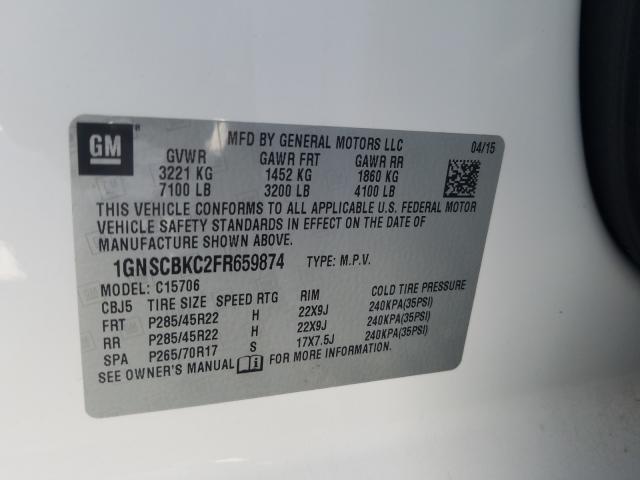 GM
MFD BY GENERAL MOTORS LLC 04/15
GVWR GAWR FRT GAWR RR
3221 KG 1452 KG 1860 KG
7100 LB 3200 LB 4100 LB
THIS VEHICLE CONFORMS TO ALL APPLICABLE U.S. FEDERAL MOTOR
VEHICLE SAFETY STANDARDS IN EFFECT ON THE DATE OF
MANUFACTURE SHOWN ABOVE.
1GNSCBKC2FR659874 TYPE: M.P.V.
MODEL: C15706
CBJ5 TIRE SIZE SPEED RTG RIM COLD TIRE PRESSURE
FRT P285/45R22 H 22X9J 240KPA(35PSI)
RR P285/45R22 H 22X9J 240KPA(35PSI)
SPA P265/70R17 S 17X7.5J 240KPA(35PSI)
SEE OWNER'S MANUAL FOR MORE INFORMATION.